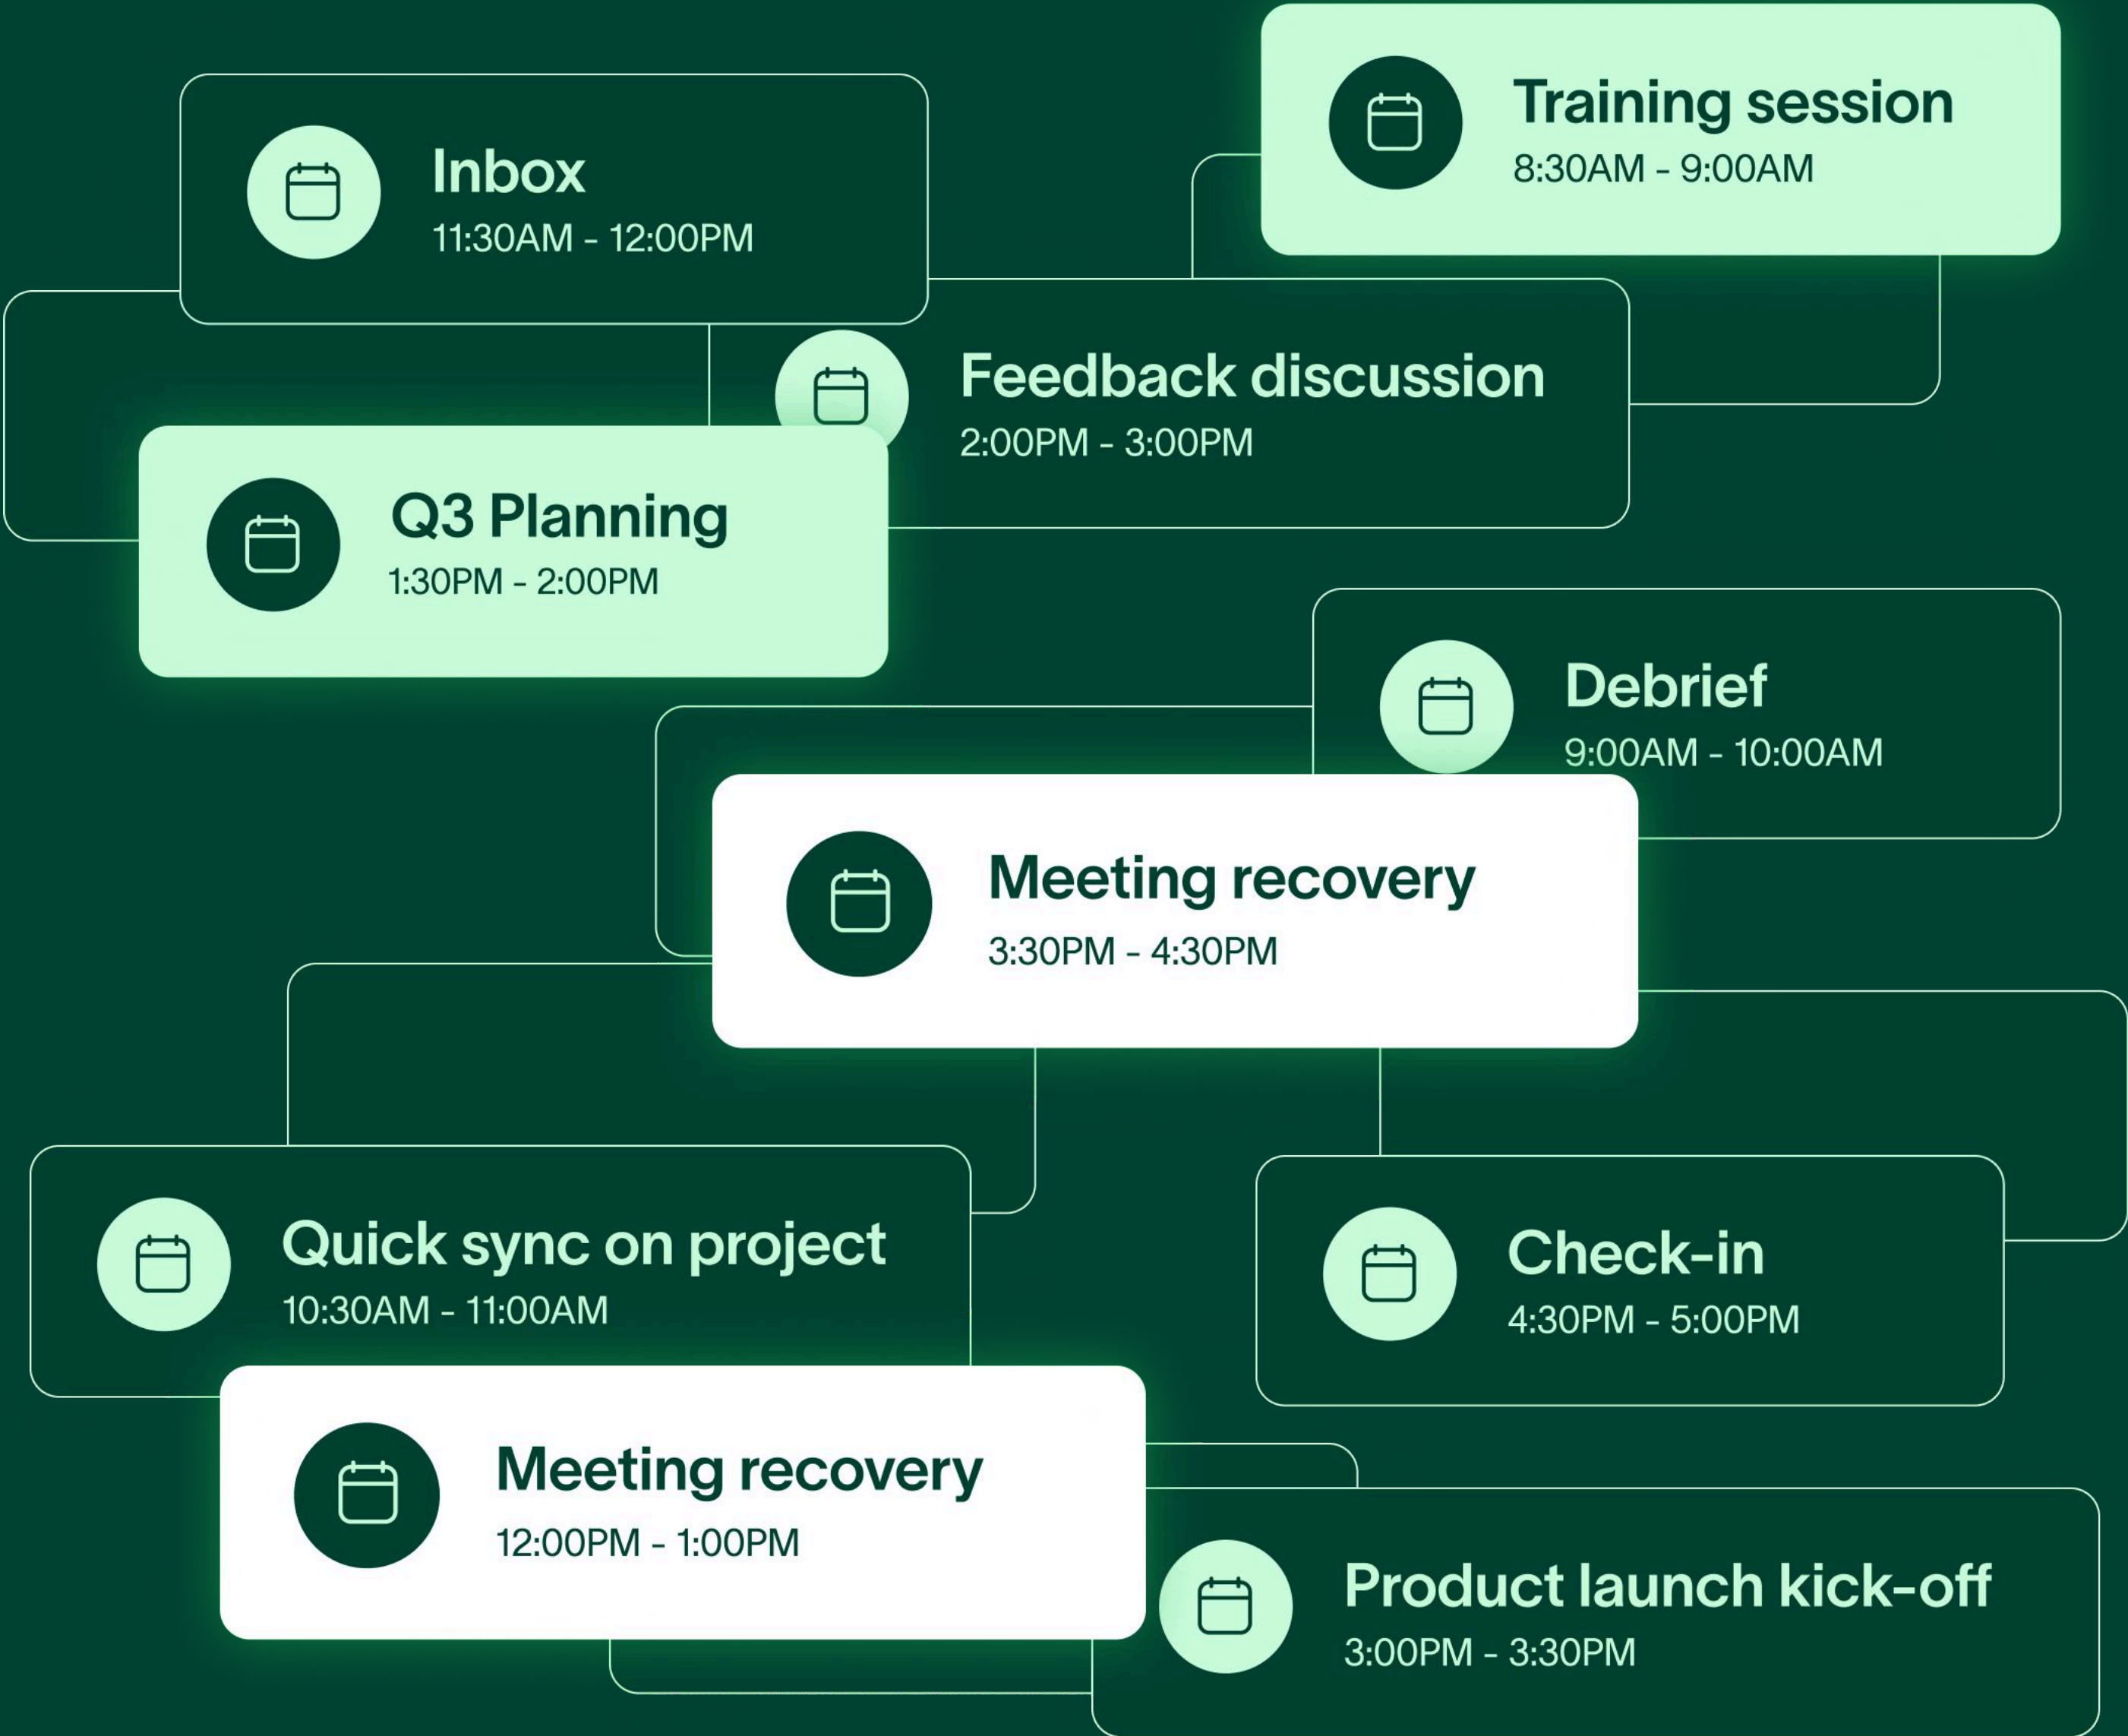 Training session
8:30AM - 9:00AM
Inbox
11:30AM - 12:00PM
Feedback discussion
2:00PM - 3:00PM
Q3 Planning
1:30PM - 2:00PM
Debrief
9:00AM - 10:00AM
Meeting recovery
3:30PM - 4:30PM
Quick sync on project
10:30AM - 11:00AM
Check-in
4:30PM - 5:00PM
Meeting recovery
12:00PM - 1:00PM
Product launch kick-off
3:00PM - 3:30PM